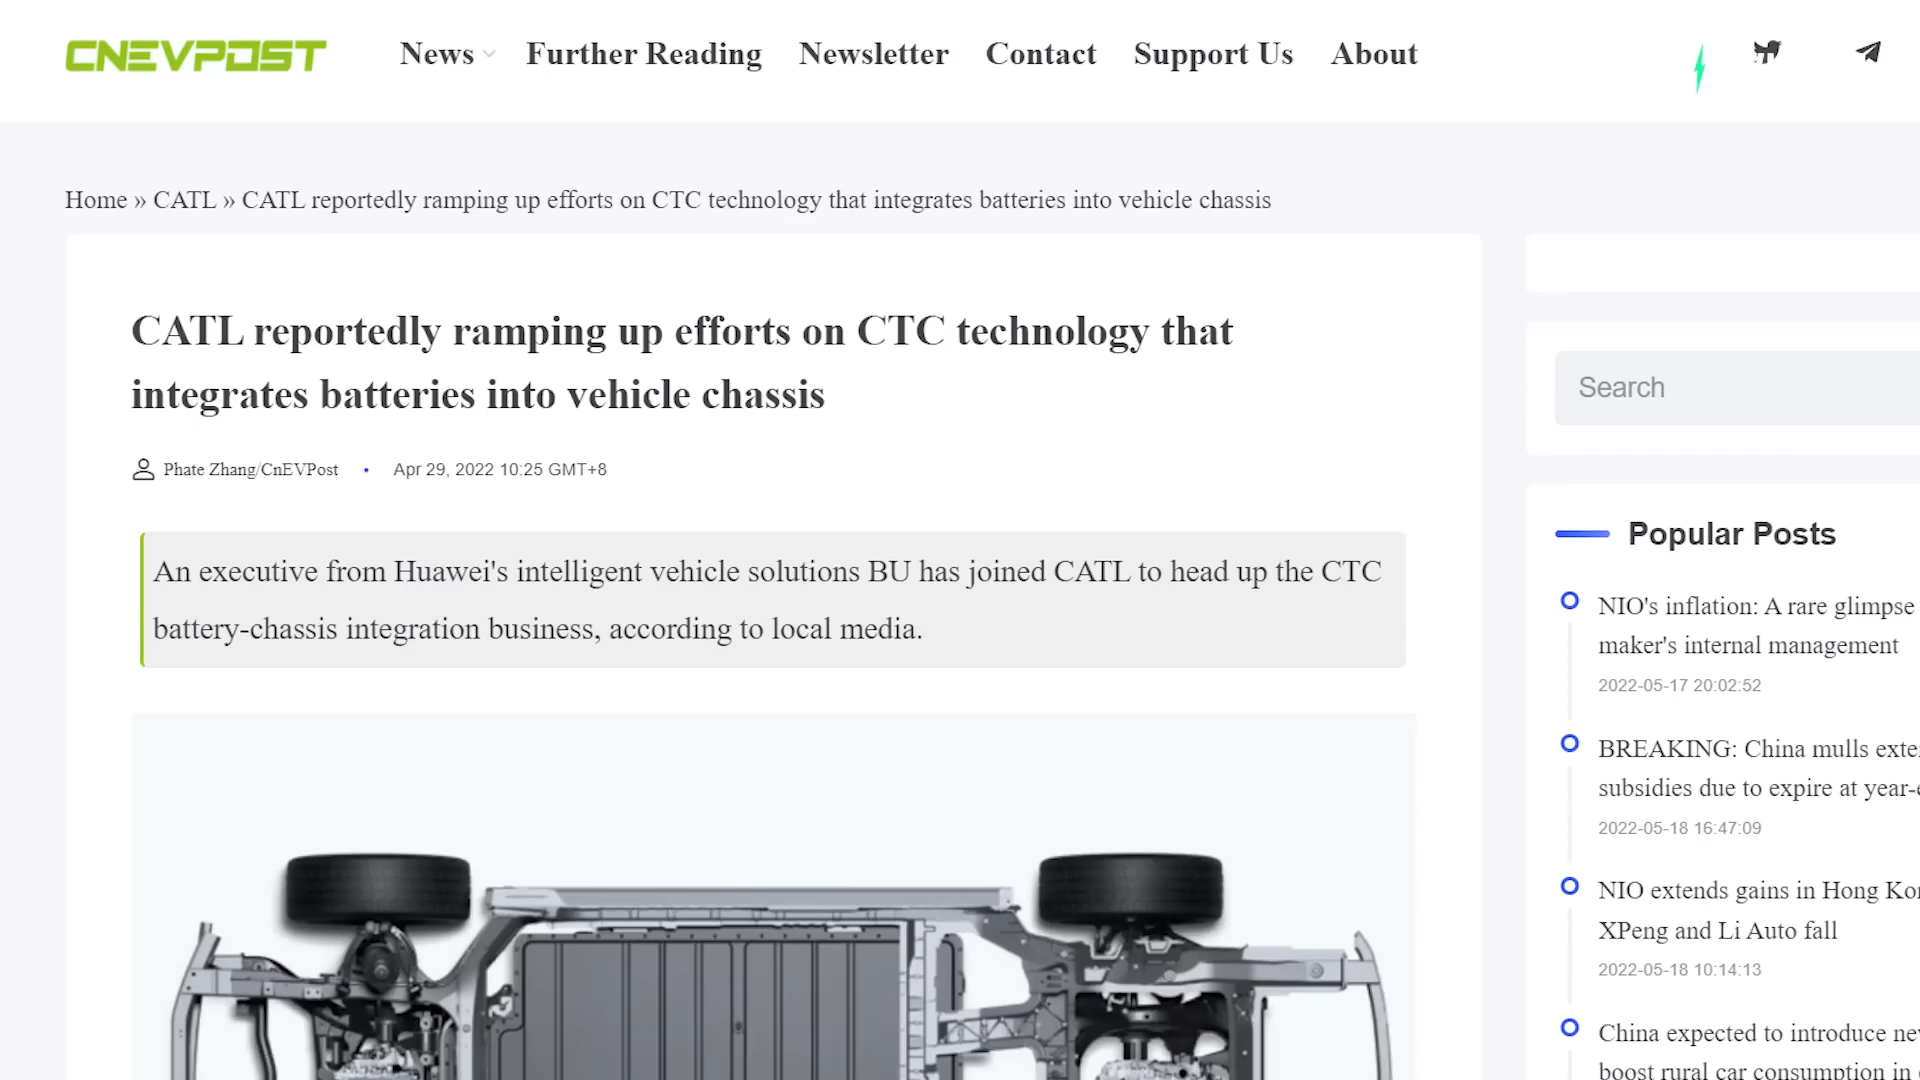 CNEVPOST
News
Further Reading
Newsletter
Contact
Support Us
About
Home » CATL » CATL reportedly ramping up efforts on CTC technology that integrates batteries into vehicle chassis
CATL reportedly ramping up efforts on CTC technology that
integrates batteries into vehicle chassis
Phate Zhang/CnEVPost • Apr 29, 2022 10:25 GMT+8
An executive from Huawei's intelligent vehicle solutions BU has joined CATL to head up the CTC
battery-chassis integration business, according to local media.
Search
Popular Posts
NIO's inflation: A rare glimpse
maker's internal management
2022-05-17 20:02:52
BREAKING: China mulls
subsidies due to expire at
2022-05-18 16:47:09
NIO extends gains in Hong
XPeng and Li Auto fall
2022-05-18 10:14:13
China expected to introduce
boost rural car consumption in